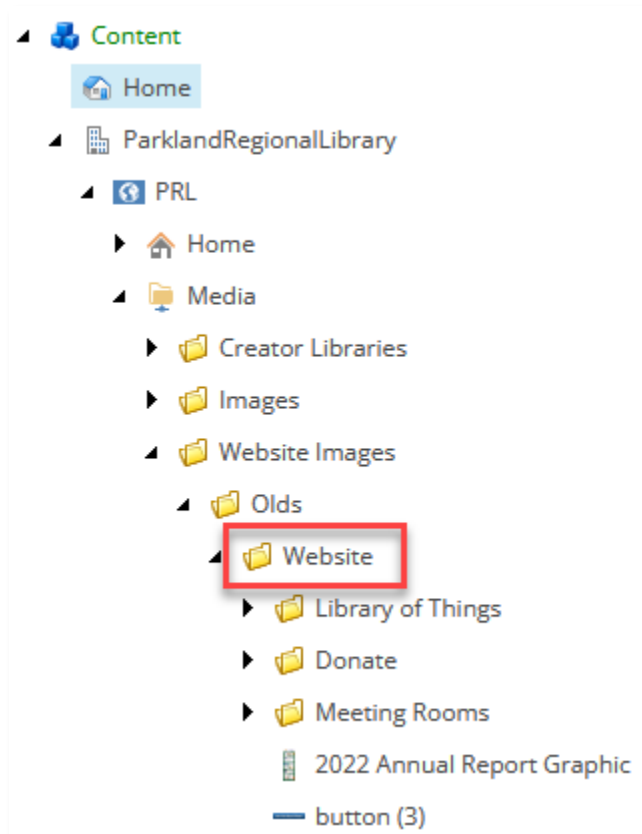 Content
Home
ParklandRegionalLibrary
PRL
Home
Media
Creator Libraries
Images
Website Images
Olds
Website
Library of Things
Donate
Meeting Rooms
2022 Annual Report Graphic
button (3)